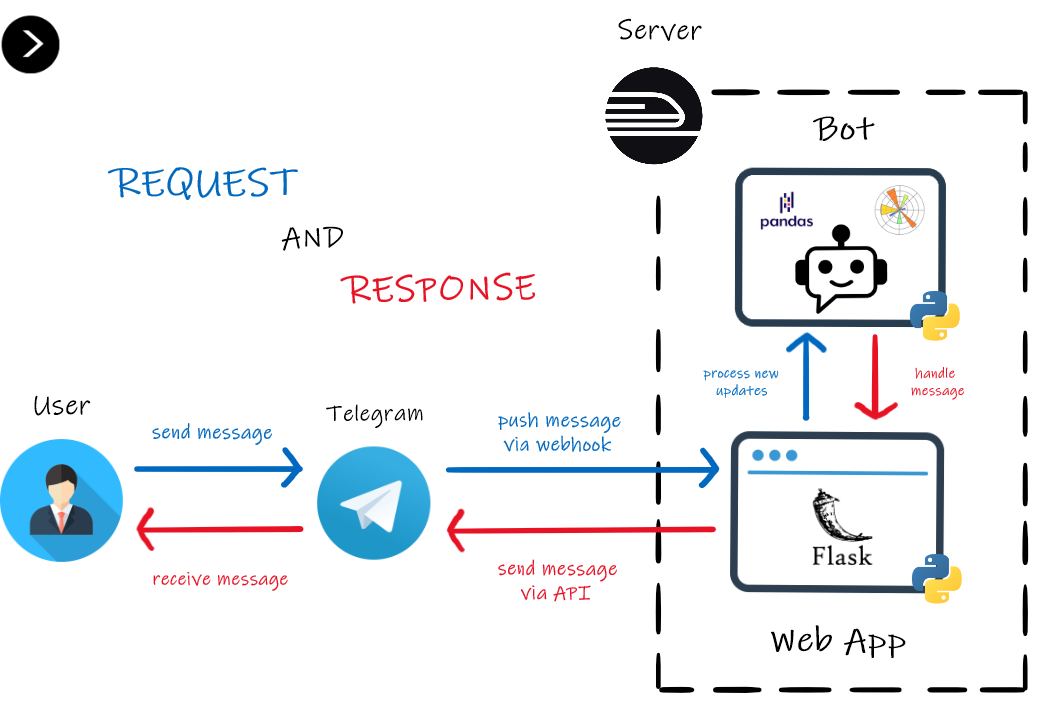 Server
Bot
REQUEST
AND
RESPONSE
pandas
process new
updates
handle
message
User
Telegram
send message
push message
via webhook
receive message
send message
via API
Flask
Web App